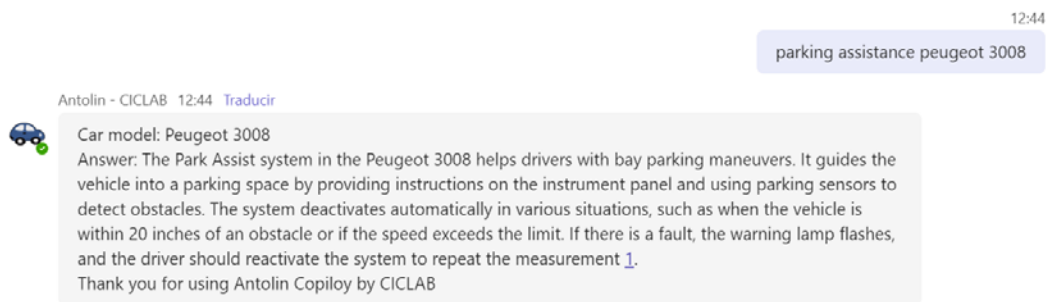 12:44
parking assistance peugeot 3008
Antolin - CICLAB 12:44 Traducir
Car model: Peugeot 3008
Answer: The Park Assist system in the Peugeot 3008 helps drivers with bay parking maneuvers. It guides the
vehicle into a parking space by providing instructions on the instrument panel and using parking sensors to
detect obstacles. The system deactivates automatically in various situations, such as when the vehicle is
within 20 inches of an obstacle or if the speed exceeds the limit. If there is a fault, the warning lamp flashes,
and the driver should reactivate the system to repeat the measurement 1.
Thank you for using Antolin Copiloy by CICLAB